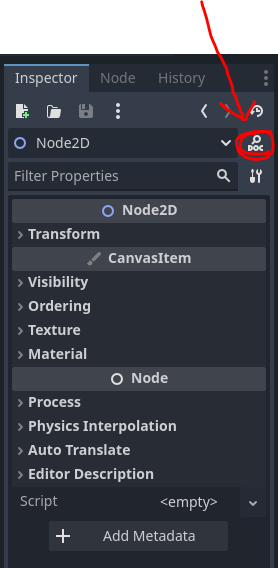 Inspector Node History
Node2D DOC
Filter Properties
Node2D
Transform
CanvasItem
Visibility
Ordering
Texture
Material
Node
Process
Physics Interpolation
Auto Translate
Editor Description
Script <empty>
Add Metadata